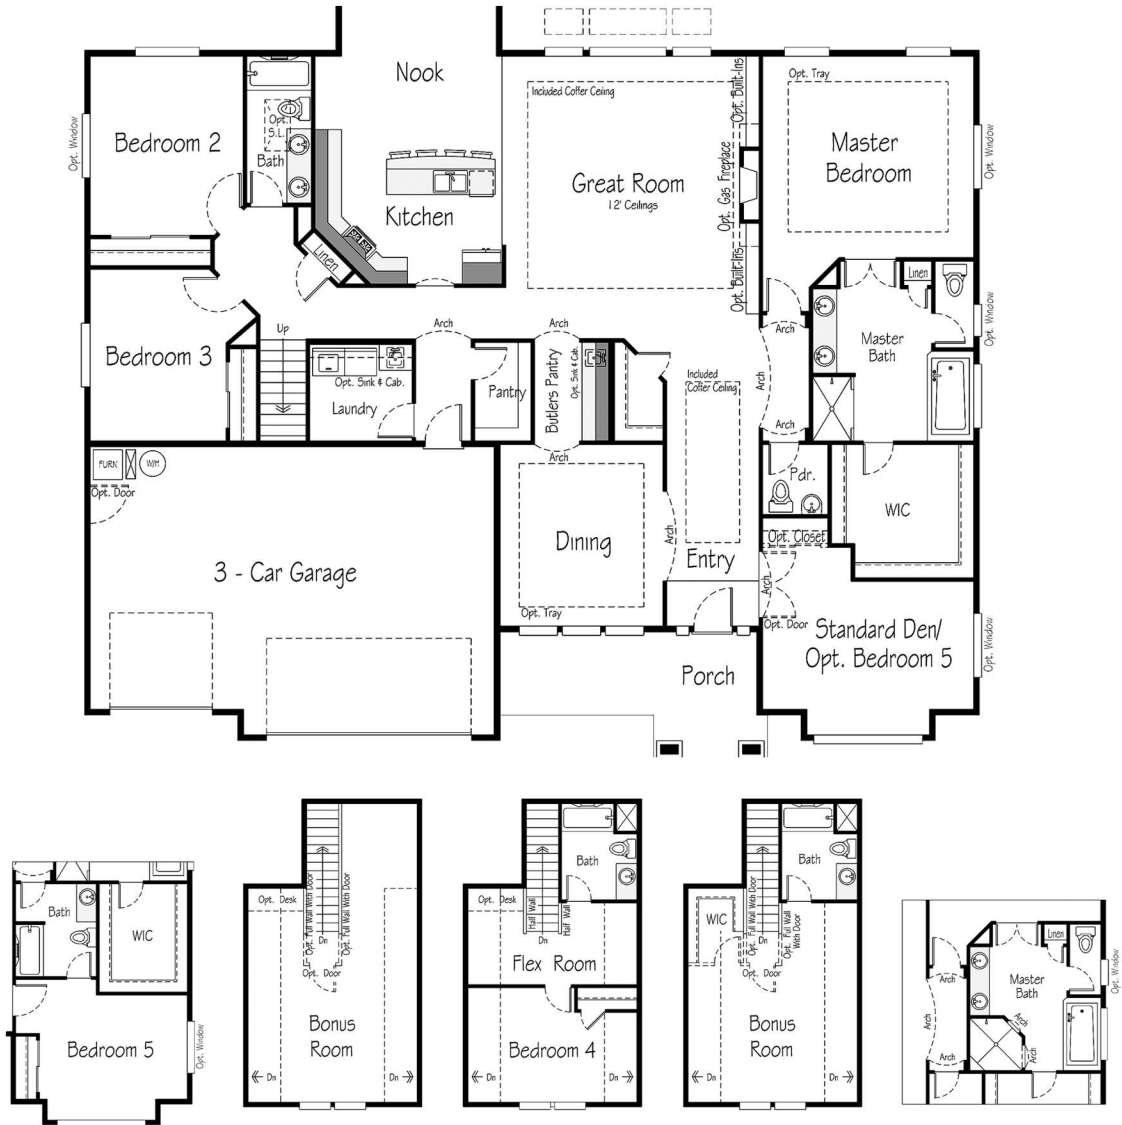 Nook
Opt. Tray
Included Coffer Ceiling
Opt. Built-Ins
Opt. Window
Bedroom 2
Opt.
S.L.
Bath
Master
Bedroom
Opt. Window
Great Room
12' Ceilings
Opt. Gas Fireplace
Kitchen
Linen
Opt. Built-Ins
Linen
Opt. Window
Up
Arch
Arch
Arch
Master
Bath
Bedroom 3
Opt. Sink & Cab.
Laundry
Pantry
Butlers Pantry
Opt. Sink & Cab.
Included
Coffer Ceiling
Arch
Arch
Arch
FURN
W/H
Opt. Door
Pdr.
WIC
Dining
Arch
Opt. Closet
Entry
3 - Car Garage
Arch
Opt. Tray
Opt. Door
Standard Den/
Opt. Bedroom 5
Opt. Window
Porch
Bath
WIC
Bedroom 5
Opt. Window
Opt. Full Wall With Door
Opt. Full Wall With Door
Opt. Desk
Dn
Opt. Door
Bonus
Room
Dn
Dn
Bath
Opt. Desk
Half Wall
Half Wall
Dn
Flex Room
Bedroom 4
Dn
Dn
Bath
WIC
Opt. Full Wall With Door
Opt. Full Wall
With Door
Dn
Opt. Door
Bonus
Room
Dn
Dn
Linen
Arch
Master
Bath
Opt. Window
Arch
Arch
Arch
Arch